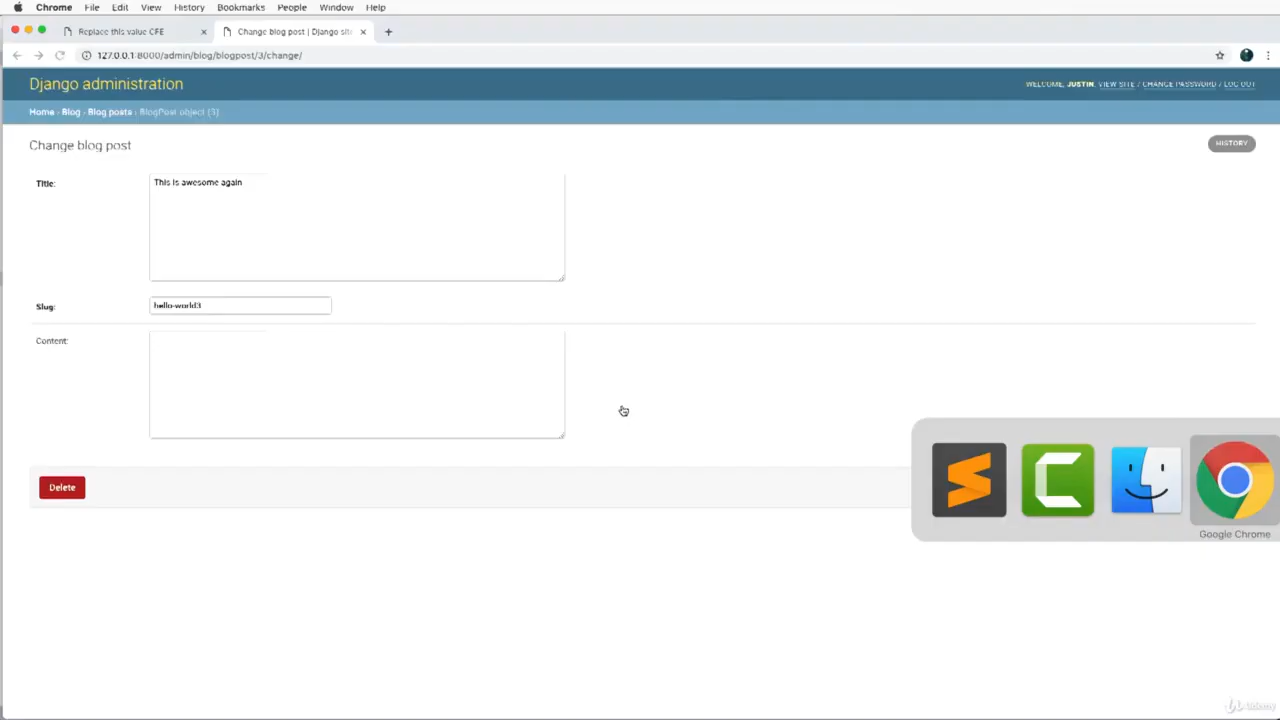 Chrome File Edit View History Bookmarks People Window Help
Replace this value CFE
Change blog post | Django sit
127.0.0.1:8000/admin/blog/blogpost/3/change/
Django administration
WELCOME, JUSTIN. VIEW SITE / CHANGE PASSWORD / LOG OUT
Home › Blog › Blog posts › BlogPost object (3)
Change blog post
HISTORY
Title:
This is awesome again
Slug:
hello-world3
Content:
Delete
Google Chrome
Udemy